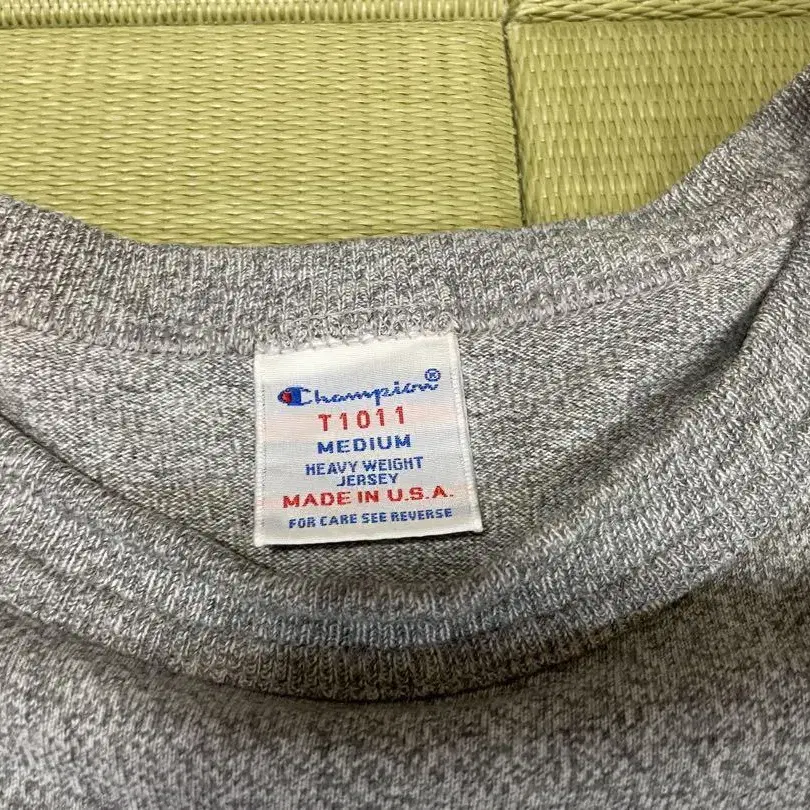 Champion®
T1011
MEDIUM
HEAVY WEIGHT
JERSEY
MADE IN U.S.A.
FOR CARE SEE REVERSE